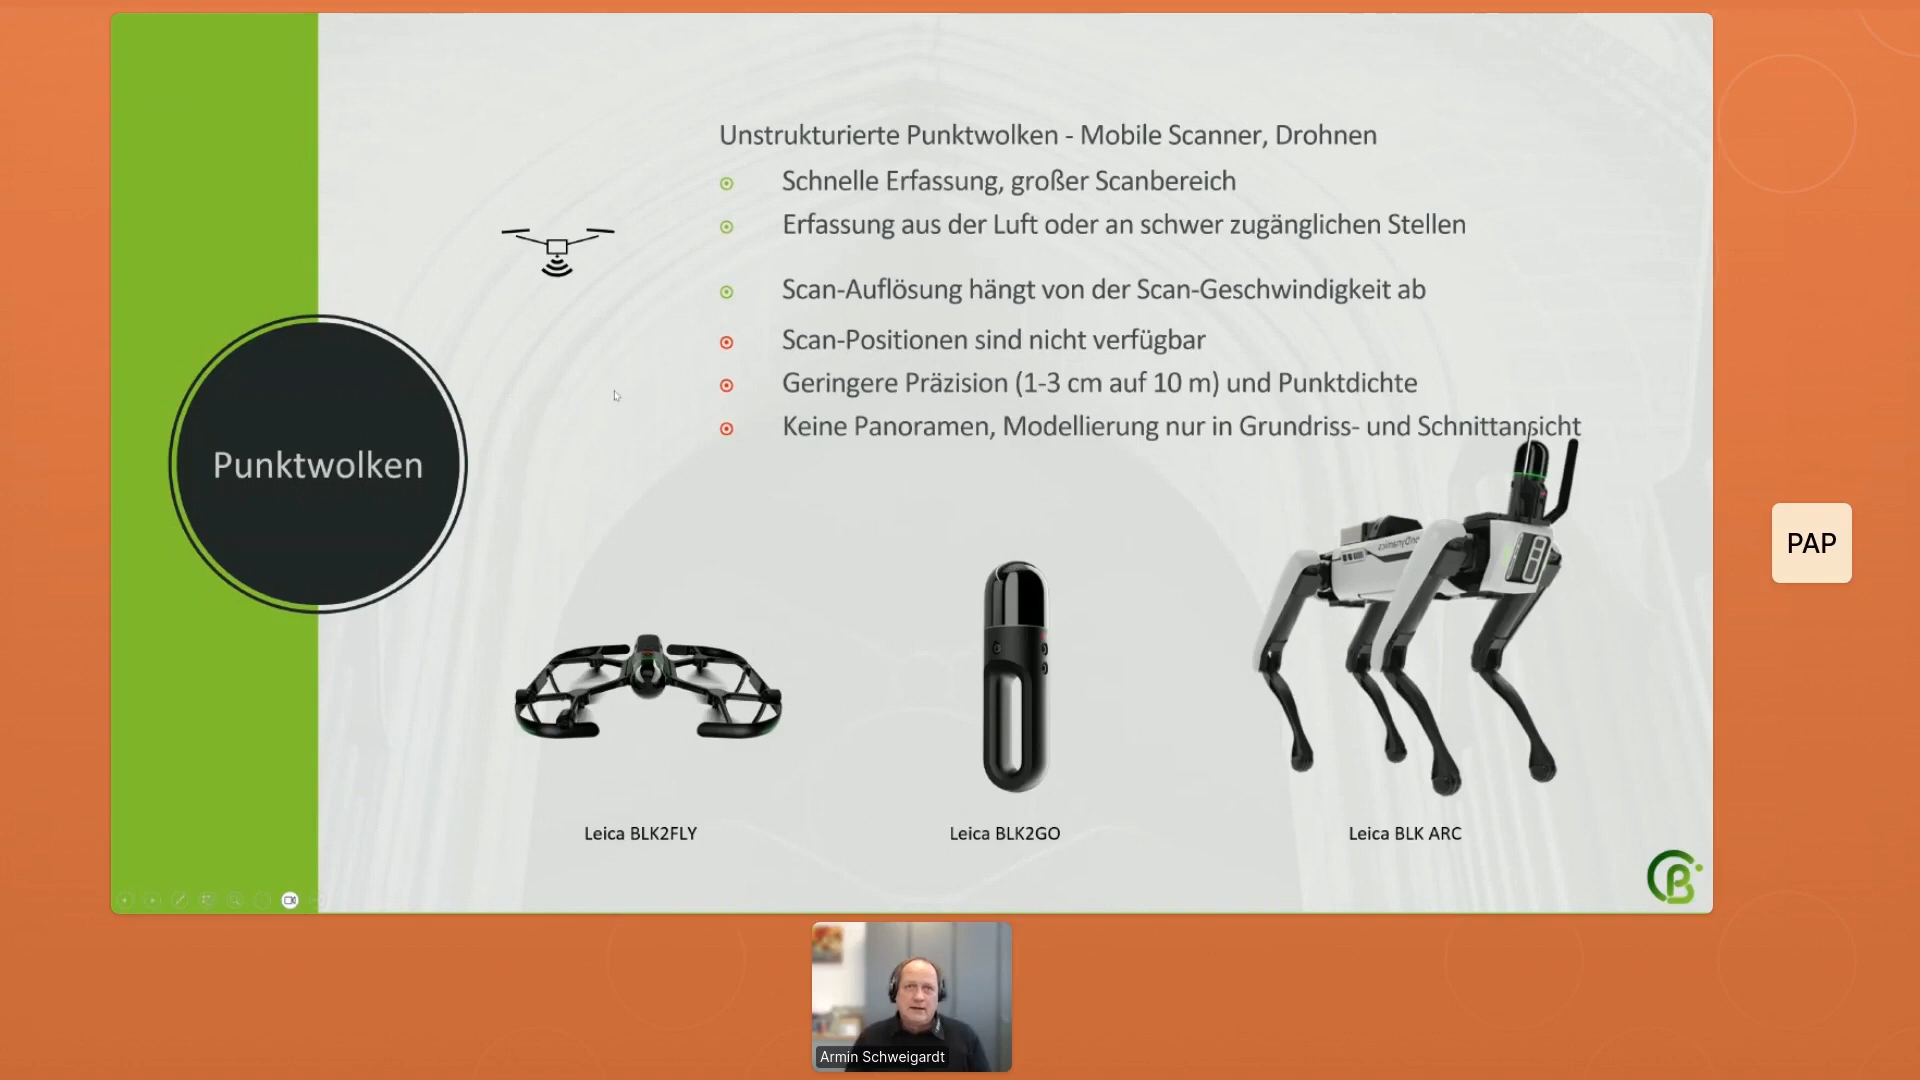 Unstrukturierte Punktwolken - Mobile Scanner, Drohnen
Schnelle Erfassung, großer Scanbereich
Erfassung aus der Luft oder an schwer zugänglichen Stellen
Scan-Auflösung hängt von der Scan-Geschwindigkeit ab
Scan-Positionen sind nicht verfügbar
Geringere Präzision (1-3 cm auf 10 m) und Punktdichte
Keine Panoramen, Modellierung nur in Grundriss- und Schnittansicht
Punktwolken
PAP
Leica BLK2FLY
Leica BLK2GO
Leica BLK ARC
Armin Schweigardt